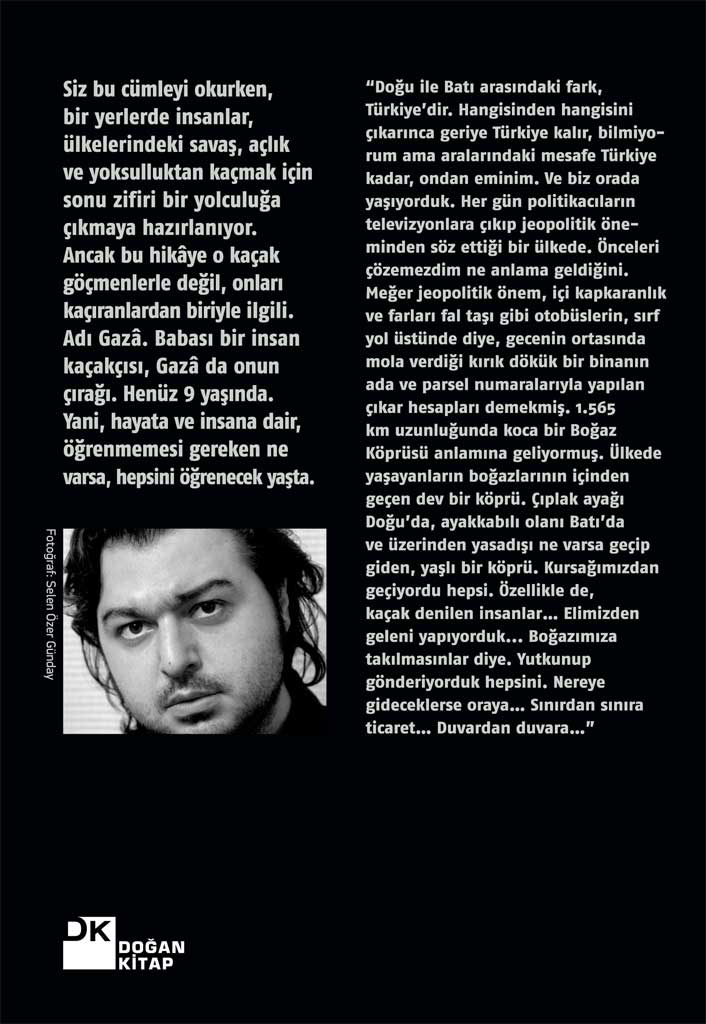 Siz bu cümleyi okurken,
bir yerlerde insanlar,
ülkelerindeki savaş, açlık
ve yoksulluktan kaçmak için
sonu zifiri bir yolculuğa
çıkmaya hazırlanıyor.
Ancak bu hikâye o kaçak
göçmenlerle değil, onları
kaçıranlardan biriyle ilgili.
Adı Gazâ. Babası bir insan
kaçakçısı, Gazâ da onun
çırağı. Henüz 9 yaşında.
Yani, hayata ve insana dair,
öğrenmemesi gereken ne
varsa, hepsini öğrenecek yaşta.
Fotoğraf: Selen Özer Günday
“Doğu ile Batı arasındaki fark,
Türkiye’dir. Hangisinden hangisini
çıkarınca geriye Türkiye kalır, bilmiyo-
rum ama aralarındaki mesafe Türkiye
kadar, ondan eminim. Ve biz orada
yaşıyorduk. Her gün politikacıların
televizyonlara çıkıp jeopolitik öne-
minden söz ettiği bir ülkede. Önceleri
çözemezdim ne anlama geldiğini.
Meğer jeopolitik önem, içi kapkaranlık
ve farları fal taşı gibi otobüslerin, sırf
yol üstünde diye, gecenin ortasında
mola verdiği kırık dökük bir binanın
ada ve parsel numaralarıyla yapılan
çıkar hesapları demekmiş. 1.565
km uzunluğunda koca bir Boğaz
Köprüsü anlamına geliyormuş. Ülkede
yaşayanların boğazlarının içinden
geçen dev bir köprü. Çıplak ayağı
Doğu’da, ayakkabılı olanı Batı’da
ve üzerinden yasadışı ne varsa geçip
giden, yaşlı bir köprü. Kursağımızdan
geçiyordu hepsi. Özellikle de,
kaçak denilen insanlar... Elimizden
geleni yapıyorduk... Boğazımıza
takılmasınlar diye. Yutkunup
gönderiyorduk hepsini. Nereye
gideceklerse oraya... Sınırdan sınıra
ticaret... Duvardan duvara...”
DK
DOĞAN
KİTAP